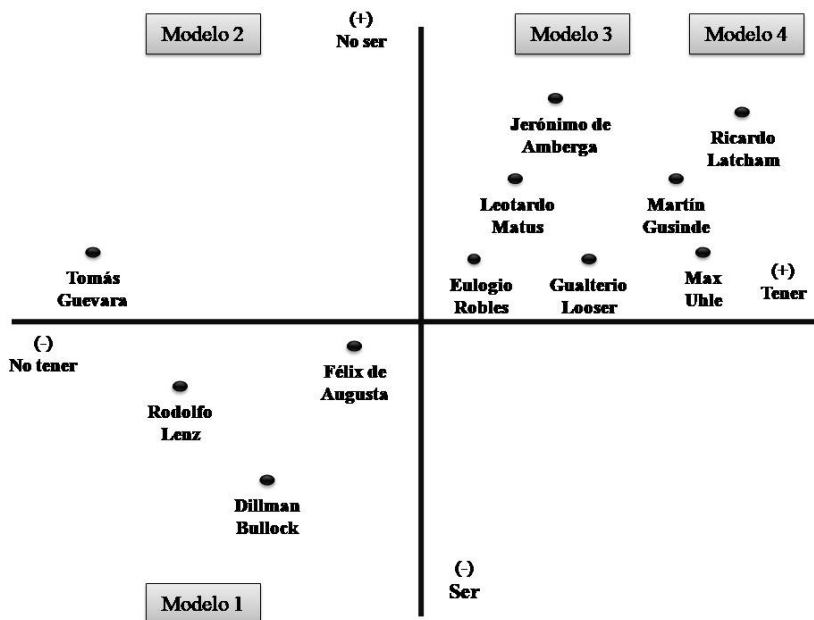 Modelo 2
(+)
No ser
Modelo 3
Modelo 4
Jerónimo de
Amberga
Ricardo
Latcham
Leotardo
Matus
Martín
Gusinde
Tomás
Guevara
Eulogio
Robles
Gualterio
Looser
Max
Uhle
(+)
Tener
(-)
No tener
Félix de
Augusta
Rodolfo
Lenz
Dillman
Bullock
(-)
Ser
Modelo 1